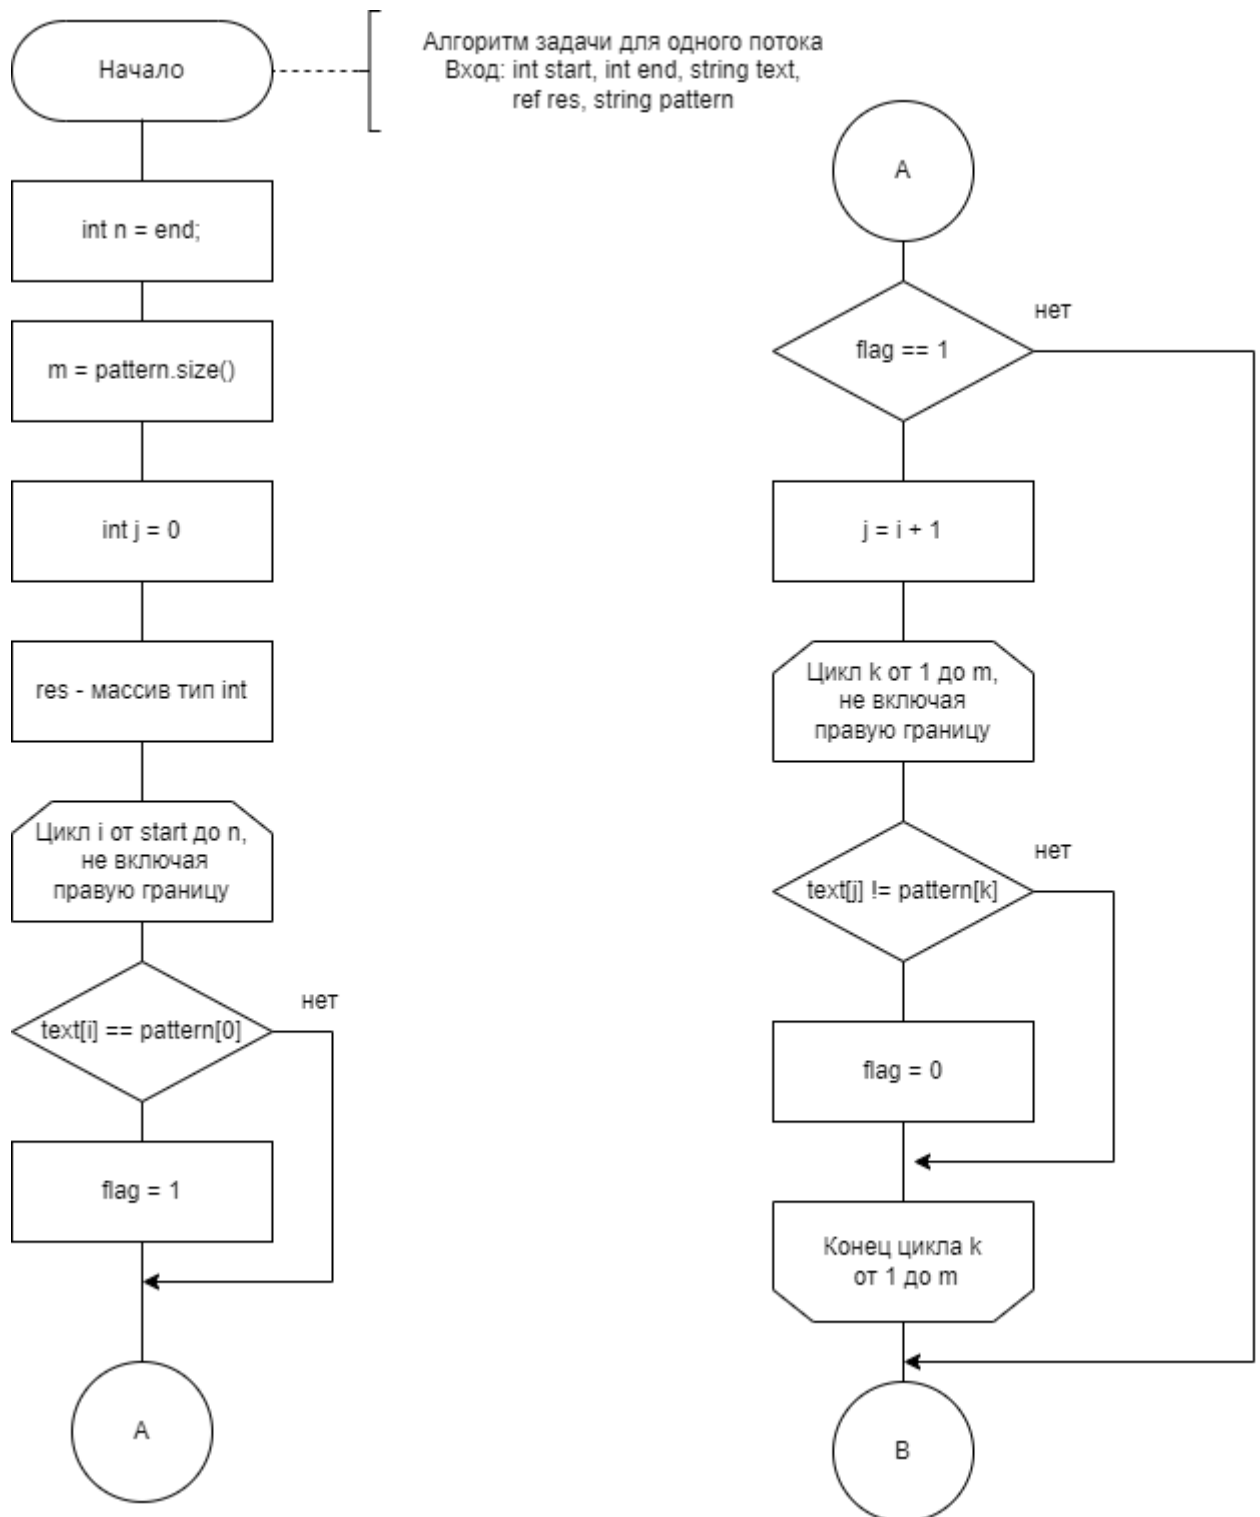 Начало
Алгоритм задачи для одного потока
Вход: int start, int end, string text,
ref res, string pattern
int n = end;
m = pattern.size()
int j = 0
res - массив тип int
Цикл i от start до n,
не включая
правую границу
text[i] == pattern[0]
нет
flag = 1
A
A
flag == 1
нет
j = i + 1
Цикл k от 1 до m,
не включая
правую границу
text[j] != pattern[k]
нет
flag = 0
Конец цикла k
от 1 до m
B